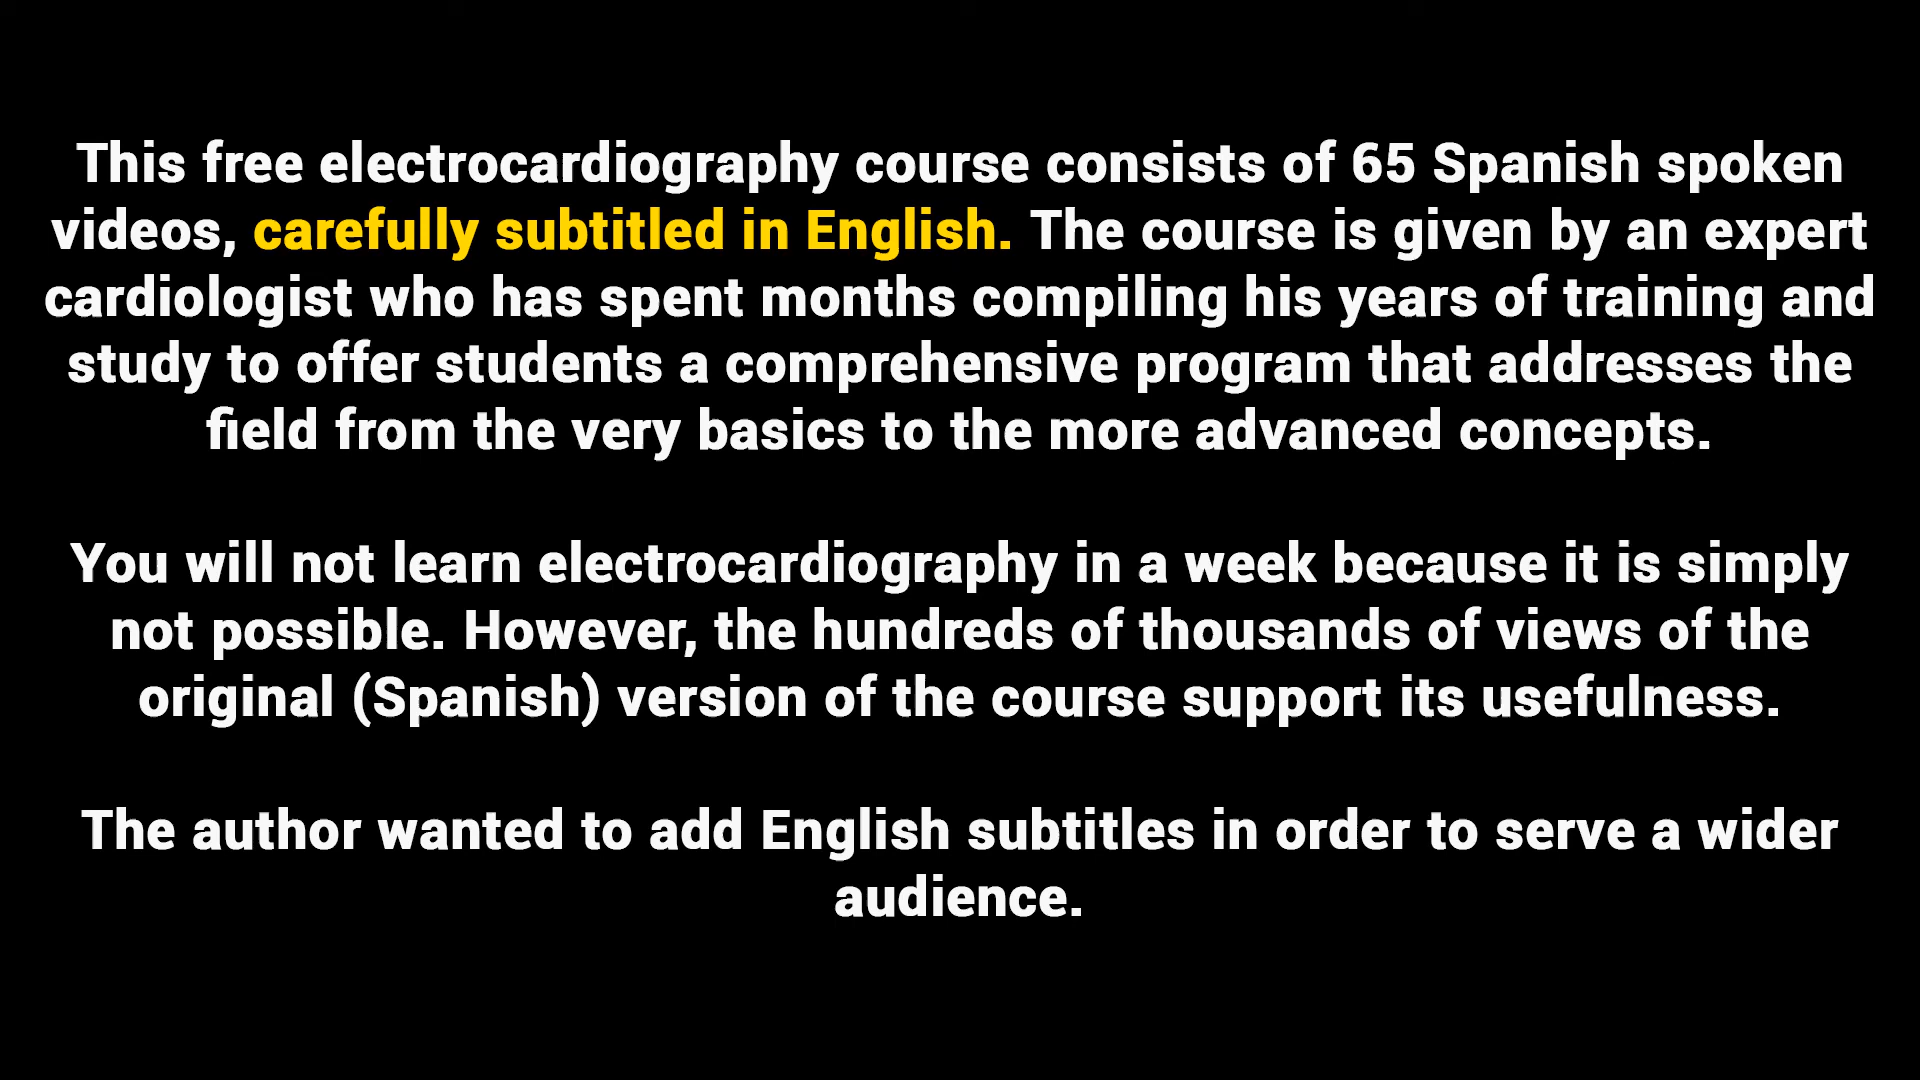 This free electrocardiography course consists of 65 Spanish spoken
videos, carefully subtitled in English. The course is given by an expert
cardiologist who has spent months compiling his years of training and
study to offer students a comprehensive program that addresses the
field from the very basics to the more advanced concepts.
You will not learn electrocardiography in a week because it is simply
not possible. However, the hundreds of thousands of views of the
original (Spanish) version of the course support its usefulness.
The author wanted to add English subtitles in order to serve a wider
audience.